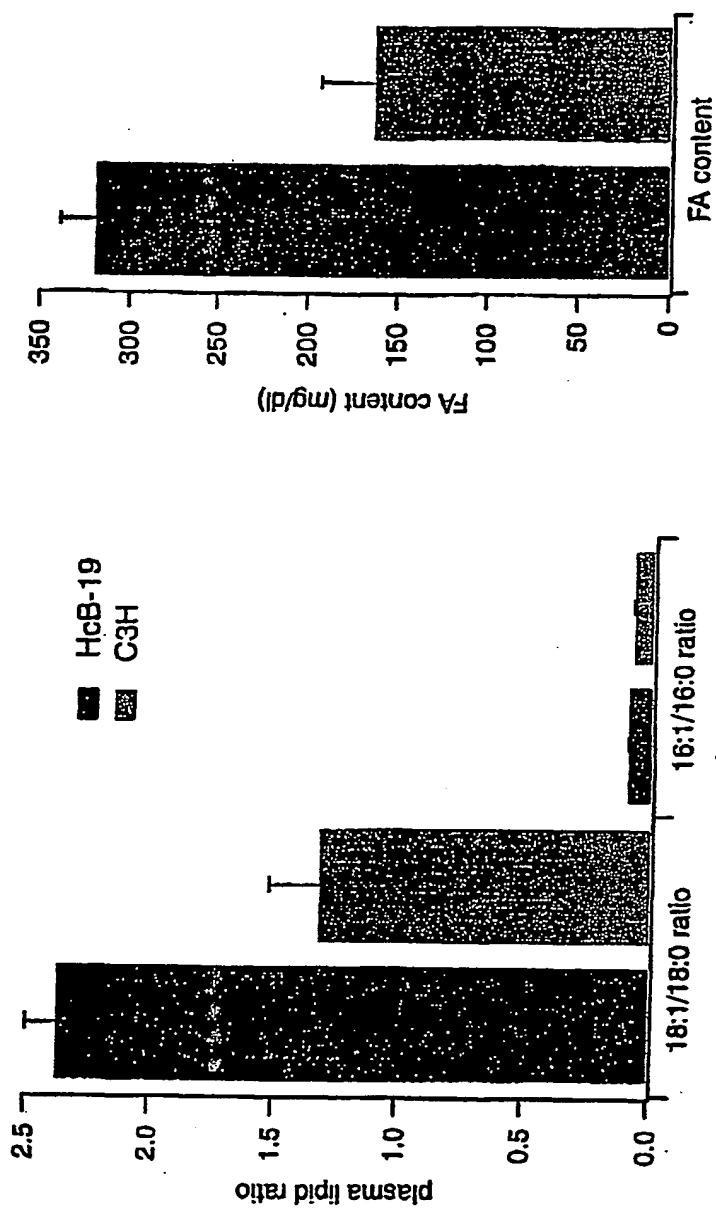 plasma lipid ratio
2.5
2.0
1.5
1.0
0.5
0.0
18:1/18:0 ratio
16:1/16:0 ratio
HcB-19
C3H
FA content (mg/dl)
350
300
250
200
150
100
50
0
FA content